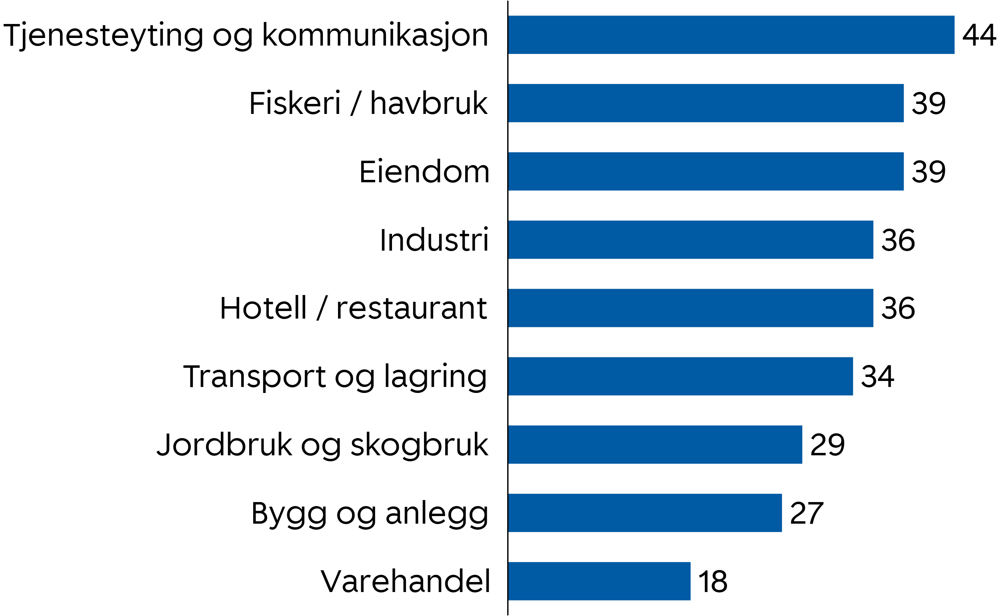 Tjenesteyting og kommunikasjon 44
Fiskeri / havbruk 39
Eiendom 39
Industri 36
Hotell / restaurant 36
Transport og lagring 34
Jordbruk og skogbruk 29
Bygg og anlegg 27
Varehandel 18